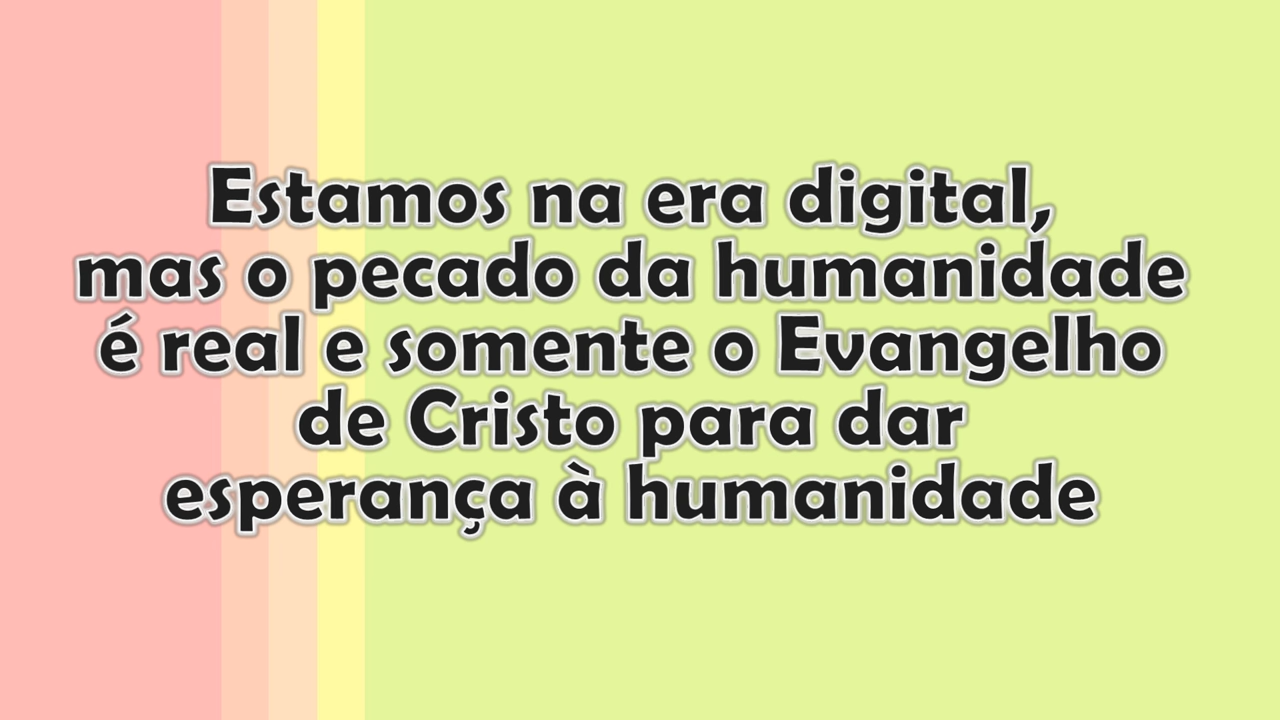 Estamos na era digital,
mas o pecado da humanidade
é real e somente o Evangelho
de Cristo para dar
esperança à humanidade